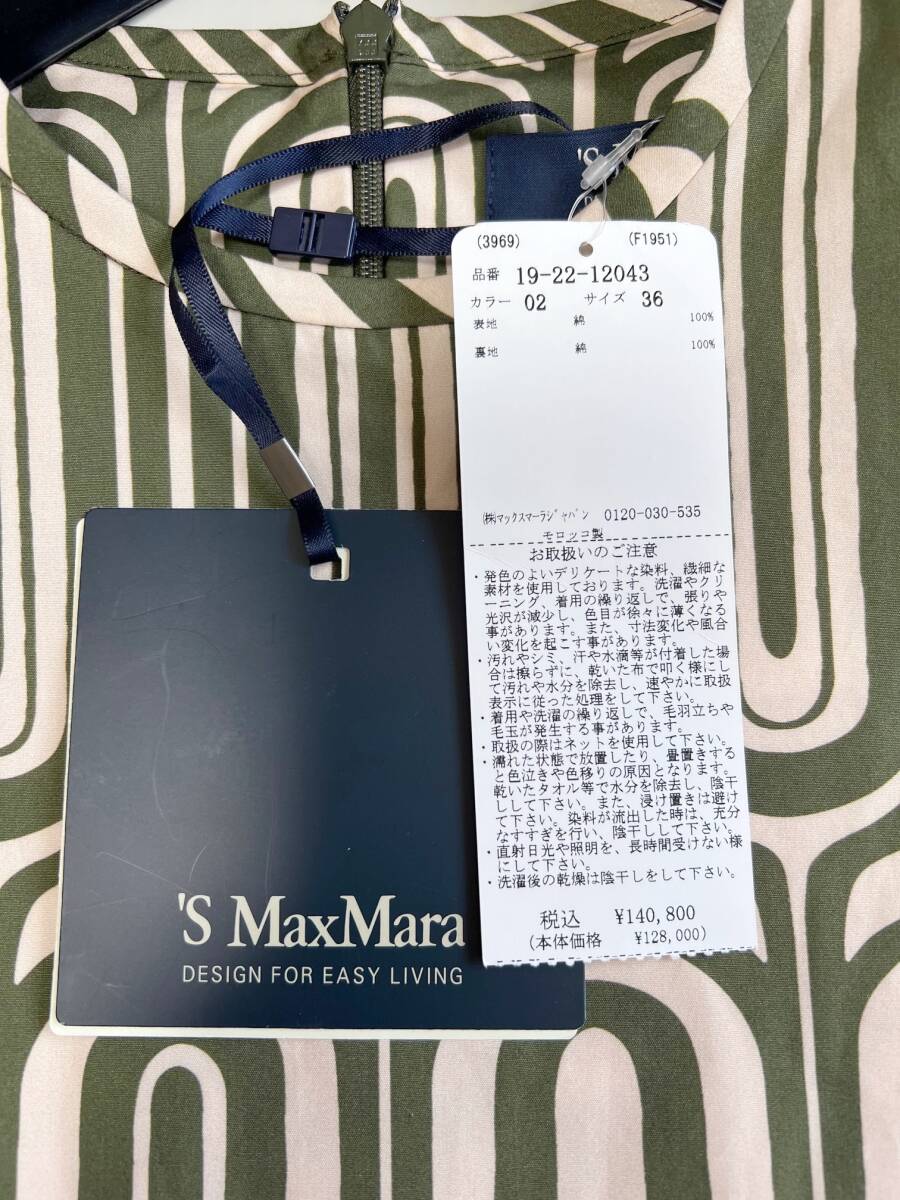 'S M
(3969) (F1951)
品番 19-22-12043
カラー 02 サイズ 36
表地 綿 100%
裏地 綿 100%
㈱マックスマーラジャパン 0120-030-535
モロッコ製
お取扱いのご注意
・発色のよいデリケートな染料、繊細な
素材を使用しております。洗濯やクリ
ーニング、着用の繰り返しで、張りや
光沢が減少し、色目が徐々に薄くなる
事があります。また、寸法変化や風合
い変化を起こす事があります。
・汚れやシミ、汗や水滴等が付着した場
合は擦らずに、乾いた布で叩く様にし
て汚れや水分を除去し、速やかに取扱
表示に従った処理をして下さい。
・着用や洗濯の繰り返しで、毛羽立ちや
毛玉が発生する事があります。
・取扱の際はネットを使用して下さい。
・濡れた状態で放置したり、畳置きする
と色泣きや色移りの原因となります。
乾いたタオル等で水分を除去し、陰干
しして下さい。また、浸け置きは避け
て下さい。染料が流出した時は、充分
なすすぎを行い、陰干しして下さい。
・直射日光や照明を、長時間受けない様
にして下さい。
・洗濯後の乾燥は陰干しをして下さい。
税込 ¥140,800
(本体価格 ¥128,000)
'S MaxMara
DESIGN FOR EASY LIVING